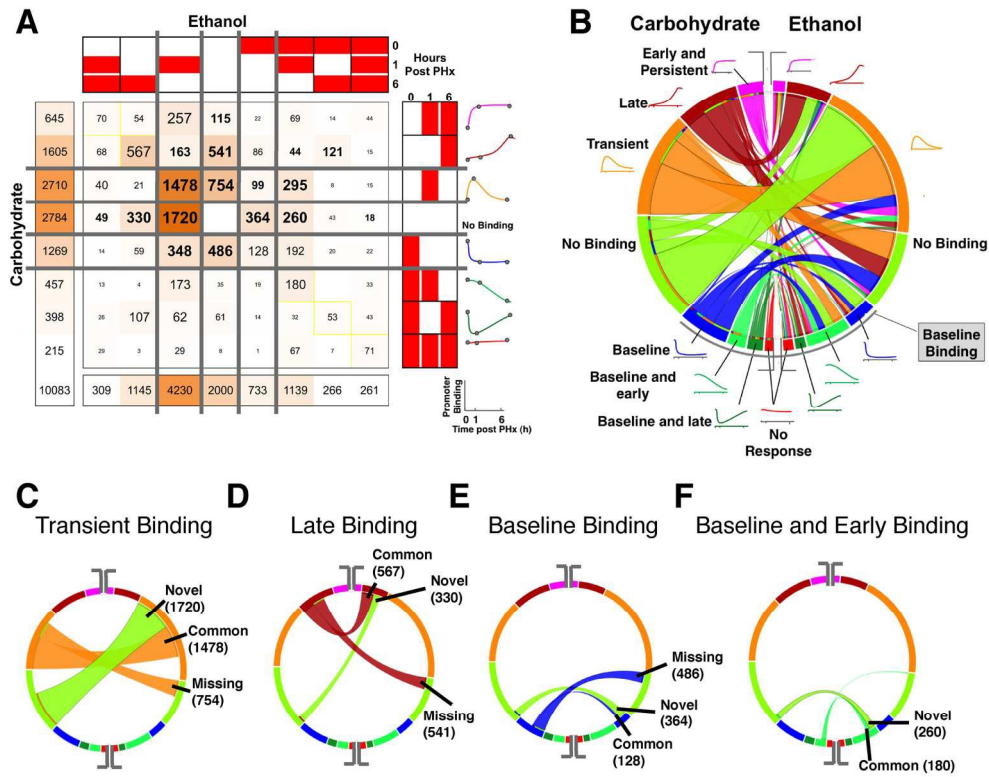 A
Ethanol
0
1
6
Hours
Post PHx
0 1 6
Carbohydrate
645 70 54 257 115 22 69 14 44
1605 68 567 163 541 86 44 121 15
2710 40 21 1478 754 99 295 8 15
2784 49 330 1720 364 260 43 18
No Binding
1269 14 59 348 486 128 192 20 22
457 13 4 173 35 19 180 33
398 26 107 62 61 14 32 53 43
215 3 3 29 8 1 67 7 71
10083 309 1145 4230 2000 733 1139 266 261
Promoter
Binding
0 1 6
Time post PHx (h)
B
Carbohydrate Ethanol
Early and
Persistent
Late
Transient
No Binding
No Binding
Baseline
Baseline
Binding
Baseline and
early
Baseline and late
No
Response
C
Transient Binding
Novel
(1720)
Common
(1478)
Missing
(754)
D
Late Binding
Common
(567)
Novel
(330)
Missing
(541)
E
Baseline Binding
Missing
(486)
Novel
(364)
Common
(128)
F
Baseline and Early Binding
Novel
(260)
Common (180)